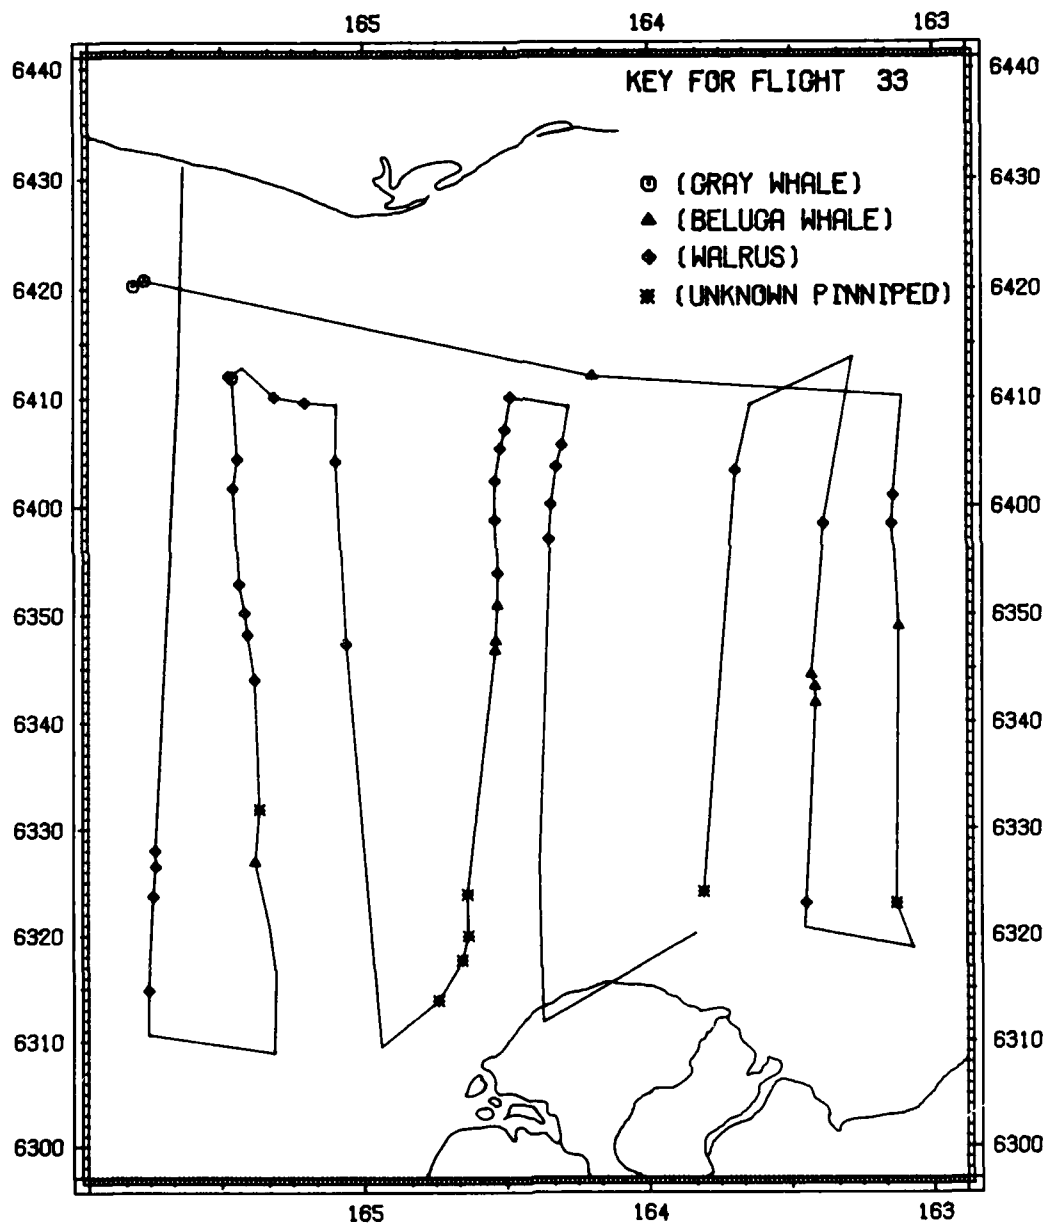 165 164 163
KEY FOR FLIGHT 33
(GRAY WHALE)
(BELUGA WHALE)
(WALRUS)
(UNKNOWN PINNIPED)
6440 6440
6430 6430
6420 6420
6410 6410
6400 6400
6350 6350
6340 6340
6330 6330
6320 6320
6310 6310
6300 6300
165 164 163